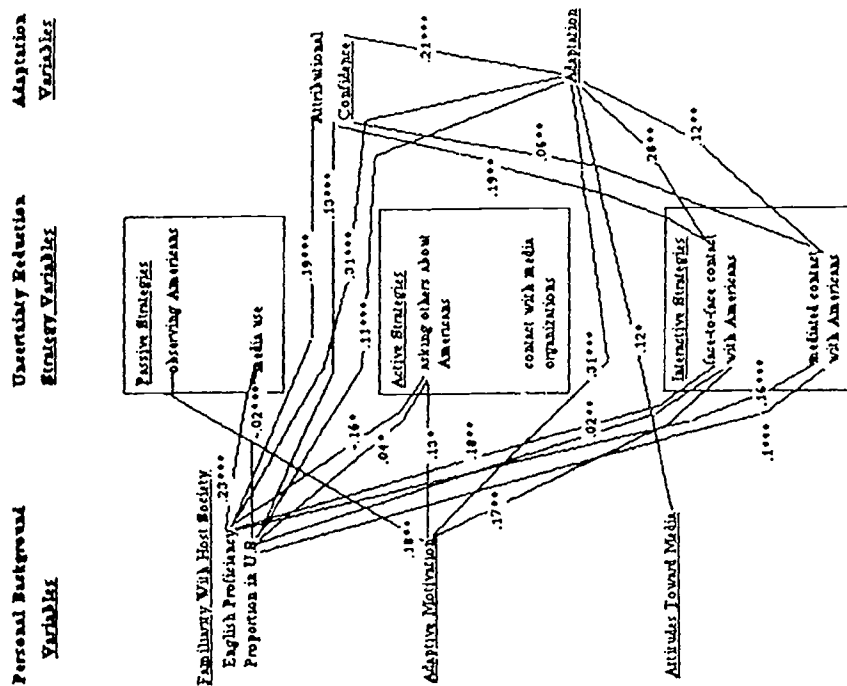 Personal Background
Variables
Uncertainty Reduction
Strategy Variables
Adaptation
Variables
Familiarity With Host Society
English Proficiency
Proportion in U.S
Adaptive Motivation
Attitudes Toward Media
Passive Strategies
observing Americans
media use
Active Strategies
asking others about
Americans
contact with media
organizations
Interactive Strategies
face-to-face contact
with Americans
mediated contact
with Americans
Attributional
Confidence
Adaptation
.23***
-.02***
-.16*
.04*
.18**
.13*
.17**
.18**
.02**
.16***
.1***
.19***
.13***
.31***
.11***
.31***
.12*
.21***
.19**
.06**
.28**
.12**